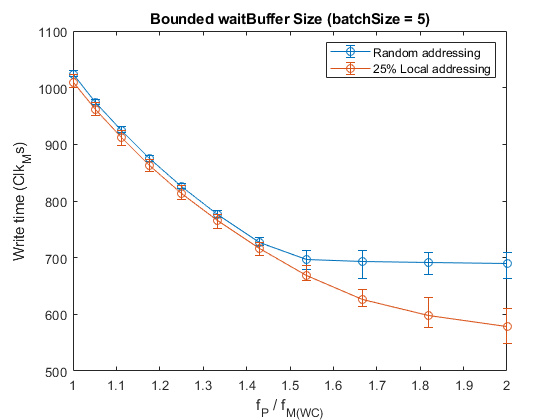 Bounded waitBuffer Size (batchSize = 5)
1100
1000
900
800
700
600
500
Write time (Clk_M s)
Random addressing
25% Local addressing
1 1.1 1.2 1.3 1.4 1.5 1.6 1.7 1.8 1.9 2
f_P / f_M(WC)